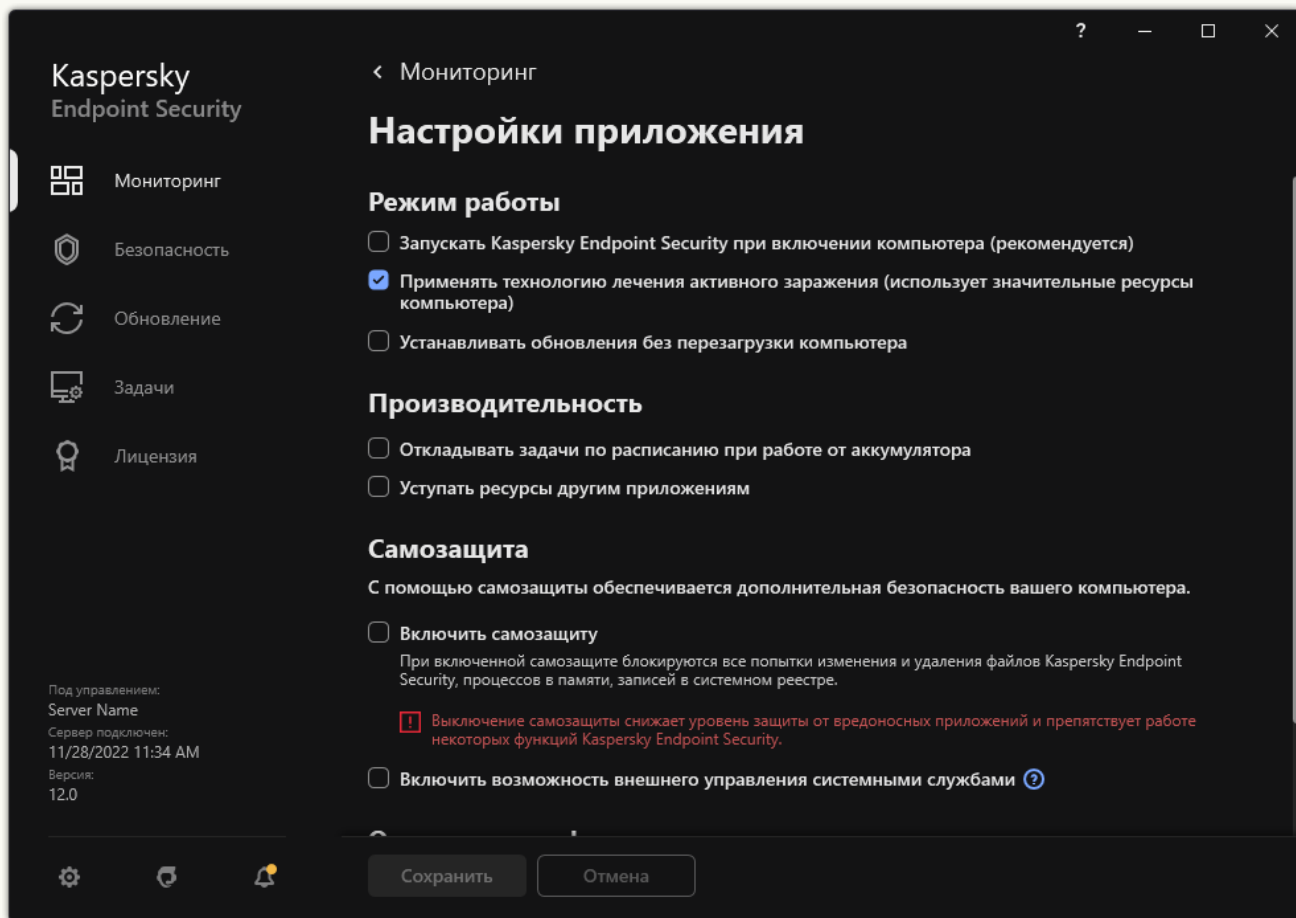 Kaspersky
Endpoint Security
Мониторинг
Безопасность
Обновление
Задачи
Лицензия
Под управлением:
Server Name
Сервер подключен:
11/28/2022 11:34 AM
Версия:
12.0
?
Мониторинг
Настройки приложения
Режим работы
Запускать Kaspersky Endpoint Security при включении компьютера (рекомендуется)
Применять технологию лечения активного заражения (использует значительные ресурсы
компьютера)
Устанавливать обновления без перезагрузки компьютера
Производительность
Откладывать задачи по расписанию при работе от аккумулятора
Уступать ресурсы другим приложениям
Самозащита
С помощью самозащиты обеспечивается дополнительная безопасность вашего компьютера.
Включить самозащиту
При включенной самозащите блокируются все попытки изменения и удаления файлов Kaspersky Endpoint
Security, процессов в памяти, записей в системном реестре.
Выключение самозащиты снижает уровень защиты от вредоносных приложений и препятствует работе
некоторых функций Kaspersky Endpoint Security.
Включить возможность внешнего управления системными службами ?
Сохранить
Отмена